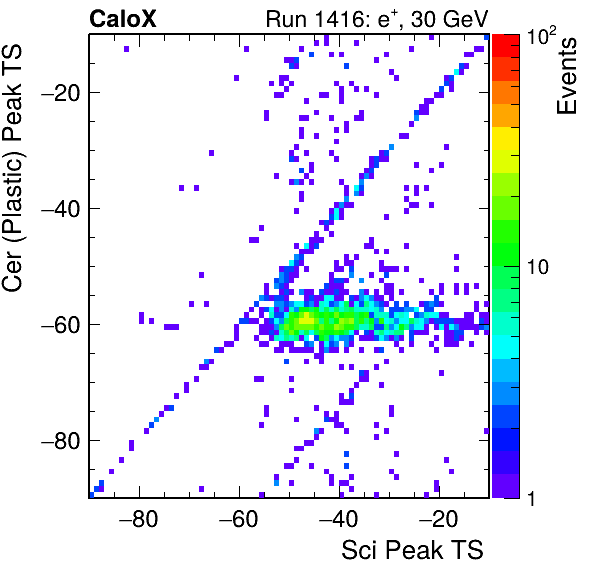 CaloX Run 1416: e⁺, 30 GeV
Cer (Plastic) Peak TS
−20
−40
−60
−80
−80 −60 −40 −20
Sci Peak TS
10²
10
1
Events